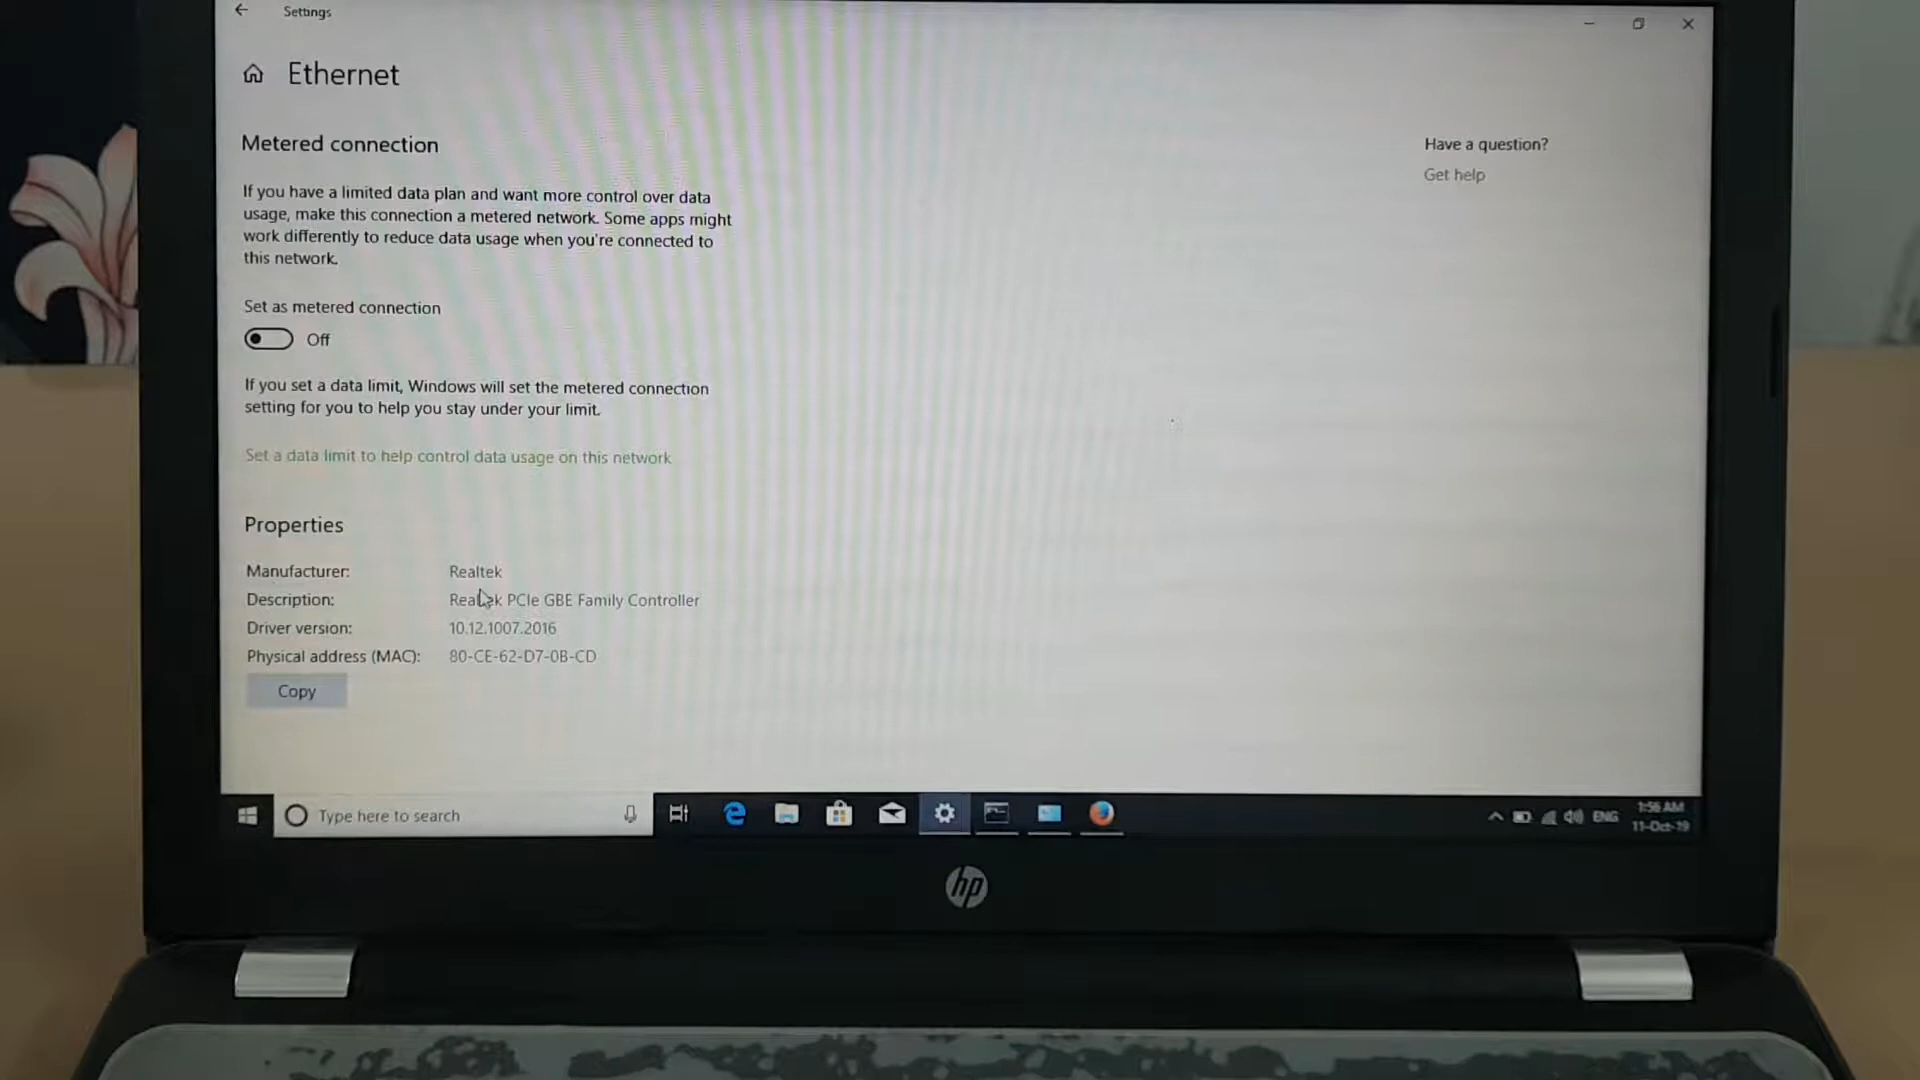 Settings
Ethernet
Metered connection
If you have a limited data plan and want more control over data
usage, make this connection a metered network. Some apps might
work differently to reduce data usage when you're connected to
this network.
Set as metered connection
Off
If you set a data limit, Windows will set the metered connection
setting for you to help you stay under your limit.
Set a data limit to help control data usage on this network
Properties
Manufacturer: Realtek
Description: Realtek PCIe GBE Family Controller
Driver version: 10.12.1007.2016
Physical address (MAC): 80-CE-62-D7-0B-CD
Copy
Have a question?
Get help
Type here to search
ENG
1:56 AM
11-Oct-19
hp